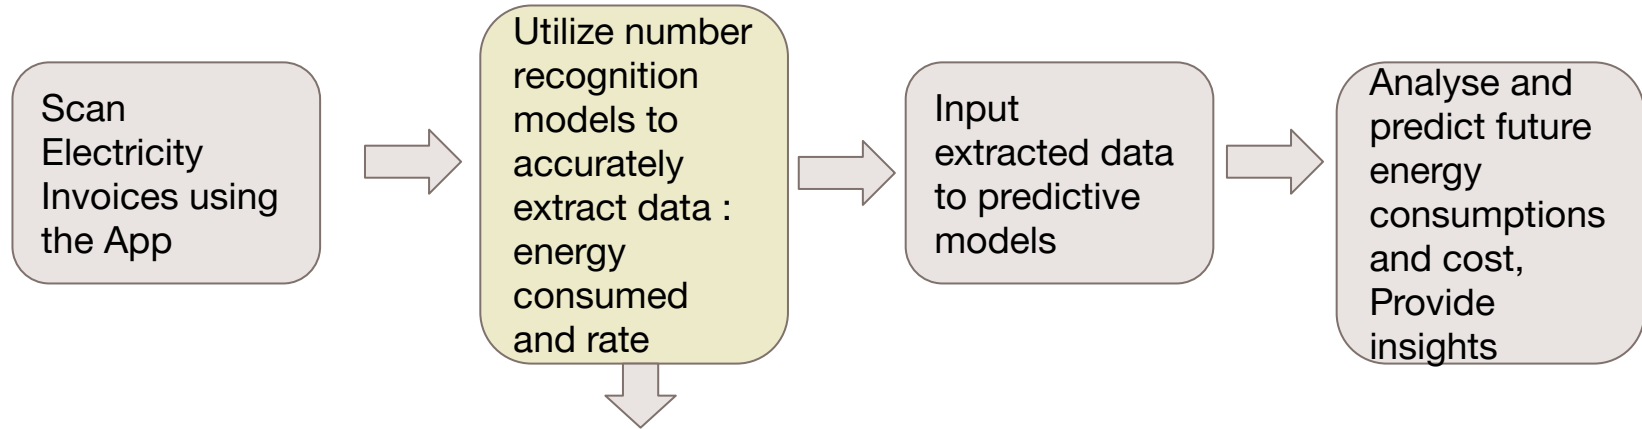 Scan
Electricity
Invoices using
the App
Utilize number
recognition
models to
accurately
extract data :
energy
consumed
and rate
Input
extracted data
to predictive
models
Analyse and
predict future
energy
consumptions
and cost,
Provide
insights